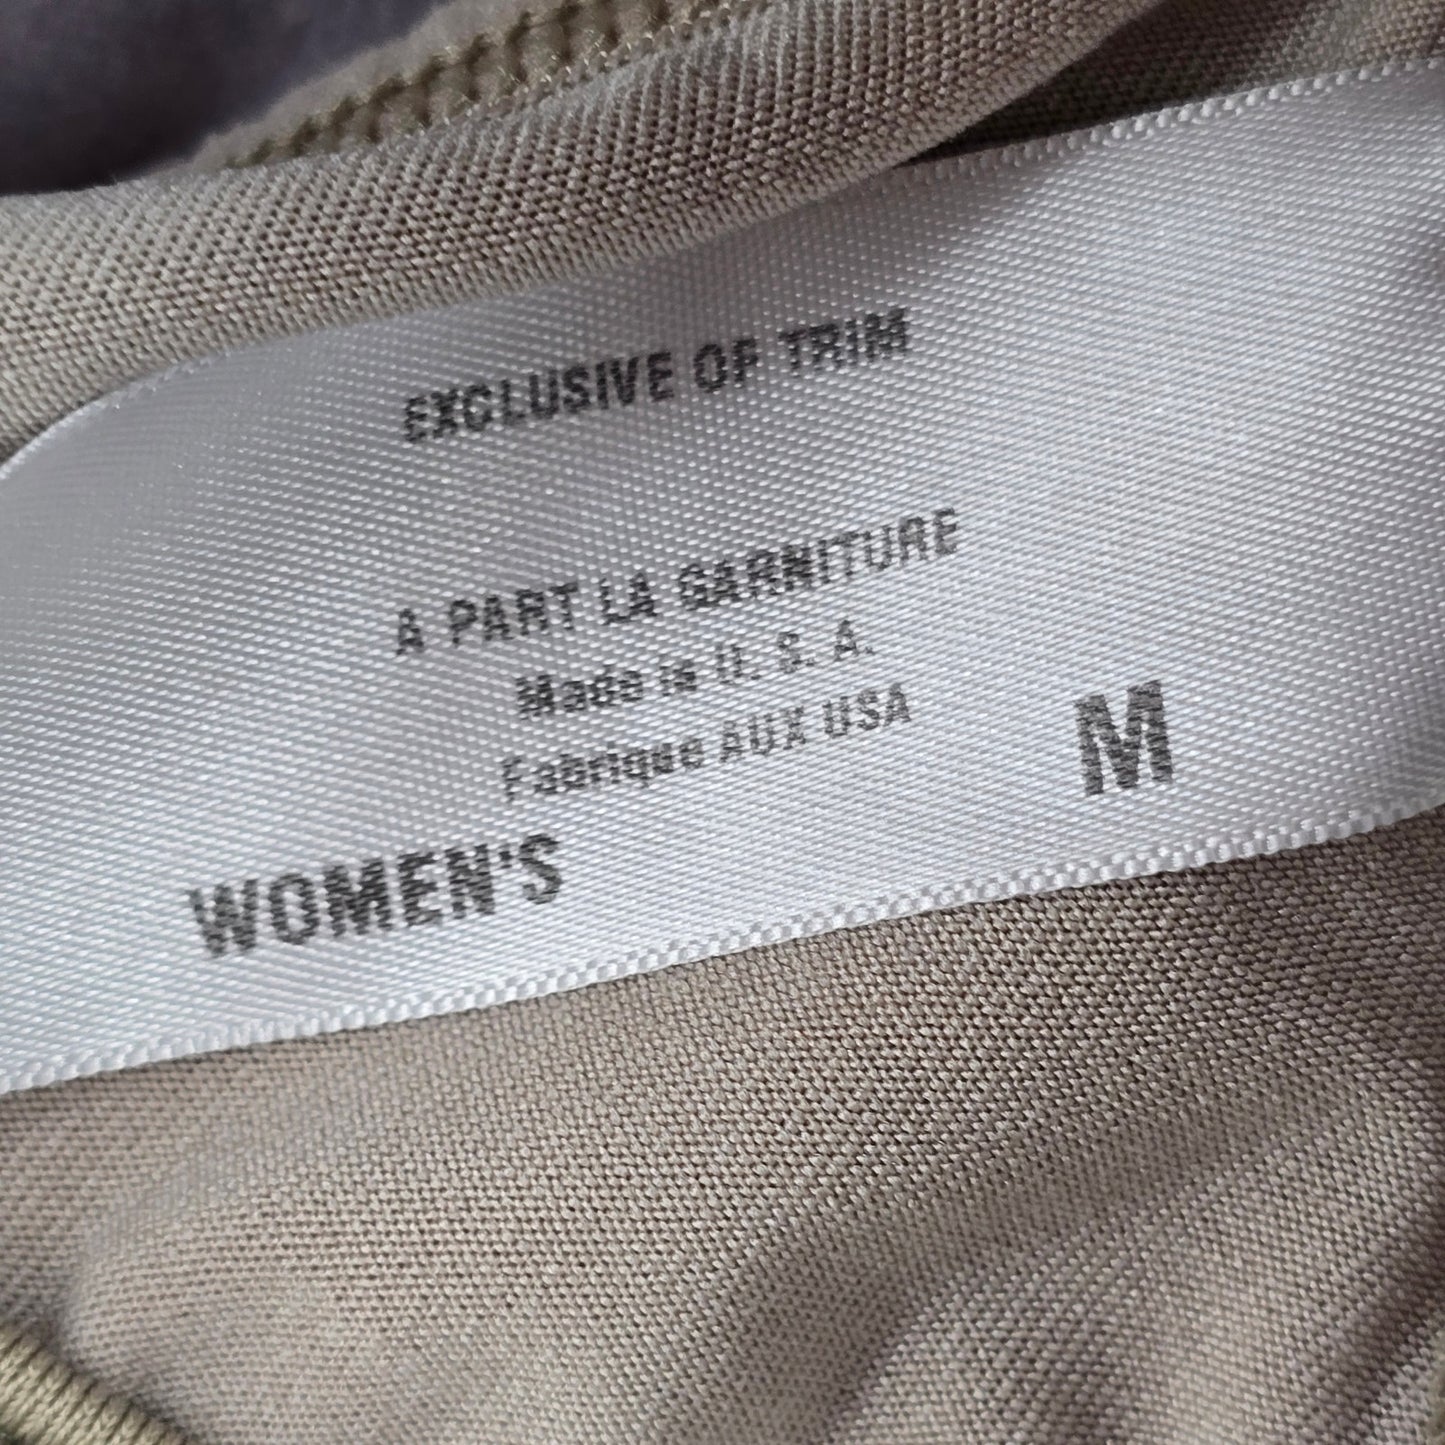 EXCLUSIVE OF TRIM
A PART LA GARNITURE
Made in U. S. A.
Fabrique AUX USA
WOMEN'S M